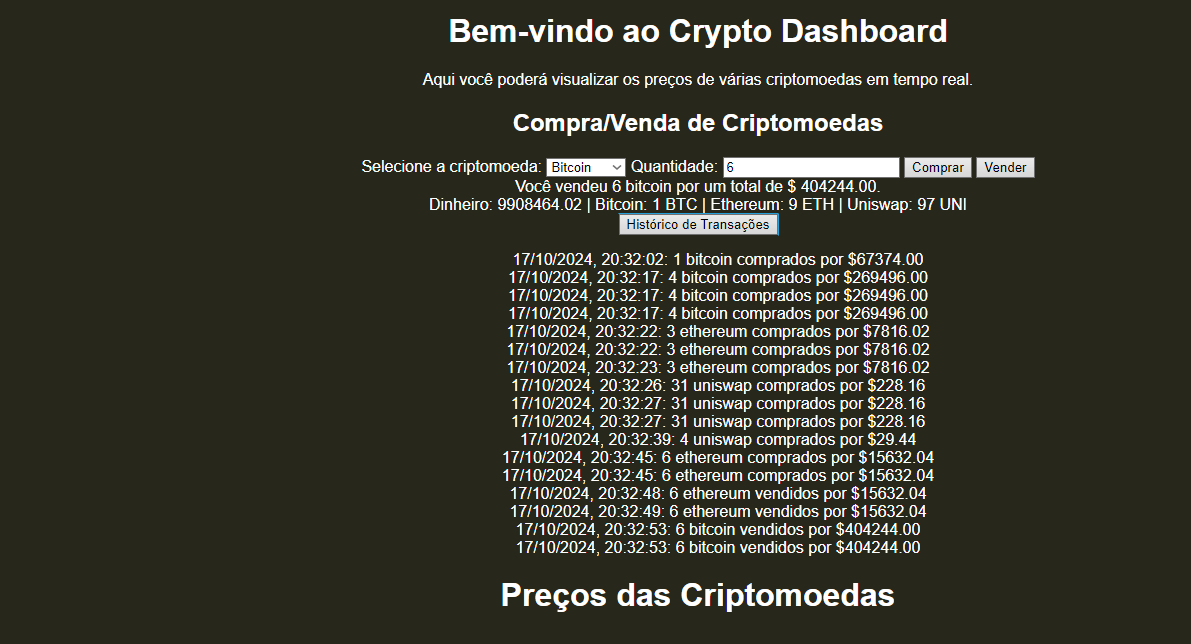 Bem-vindo ao Crypto Dashboard
Aqui você poderá visualizar os preços de várias criptomoedas em tempo real.
Compra/Venda de Criptomoedas
Selecione a criptomoeda: Bitcoin Quantidade: 6 Comprar Vender
Você vendeu 6 bitcoin por um total de $ 404244.00.
Dinheiro: 9908464.02 | Bitcoin: 1 BTC | Ethereum: 9 ETH | Uniswap: 97 UNI
Histórico de Transações
17/10/2024, 20:32:02: 1 bitcoin comprados por $67374.00
17/10/2024, 20:32:17: 4 bitcoin comprados por $269496.00
17/10/2024, 20:32:17: 4 bitcoin comprados por $269496.00
17/10/2024, 20:32:17: 4 bitcoin comprados por $269496.00
17/10/2024, 20:32:22: 3 ethereum comprados por $7816.02
17/10/2024, 20:32:22: 3 ethereum comprados por $7816.02
17/10/2024, 20:32:23: 3 ethereum comprados por $7816.02
17/10/2024, 20:32:26: 31 uniswap comprados por $228.16
17/10/2024, 20:32:27: 31 uniswap comprados por $228.16
17/10/2024, 20:32:27: 31 uniswap comprados por $228.16
17/10/2024, 20:32:39: 4 uniswap comprados por $29.44
17/10/2024, 20:32:45: 6 ethereum comprados por $15632.04
17/10/2024, 20:32:45: 6 ethereum comprados por $15632.04
17/10/2024, 20:32:48: 6 ethereum vendidos por $15632.04
17/10/2024, 20:32:49: 6 ethereum vendidos por $15632.04
17/10/2024, 20:32:53: 6 bitcoin vendidos por $404244.00
17/10/2024, 20:32:53: 6 bitcoin vendidos por $404244.00
Preços das Criptomoedas